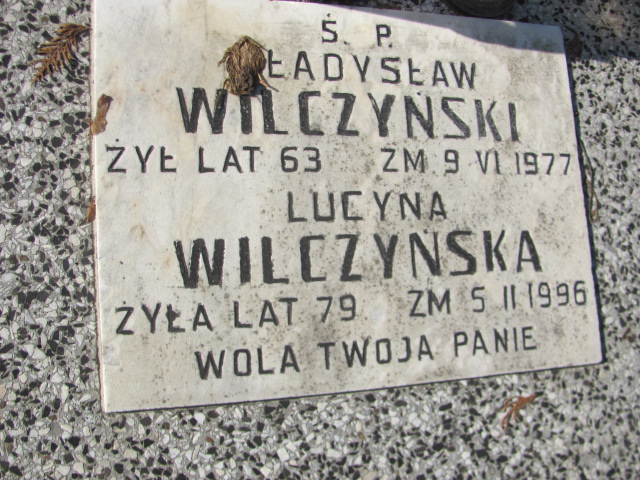 Ś. P.
ŁADYSŁAW
WILCZYŃSKI
ŻYŁ LAT 63 ZM 9 VI 1977
LUCYNA
WILCZYŃSKA
ŻYŁA LAT 79 ZM 5 II 1996
WOLA TWOJA PANIE